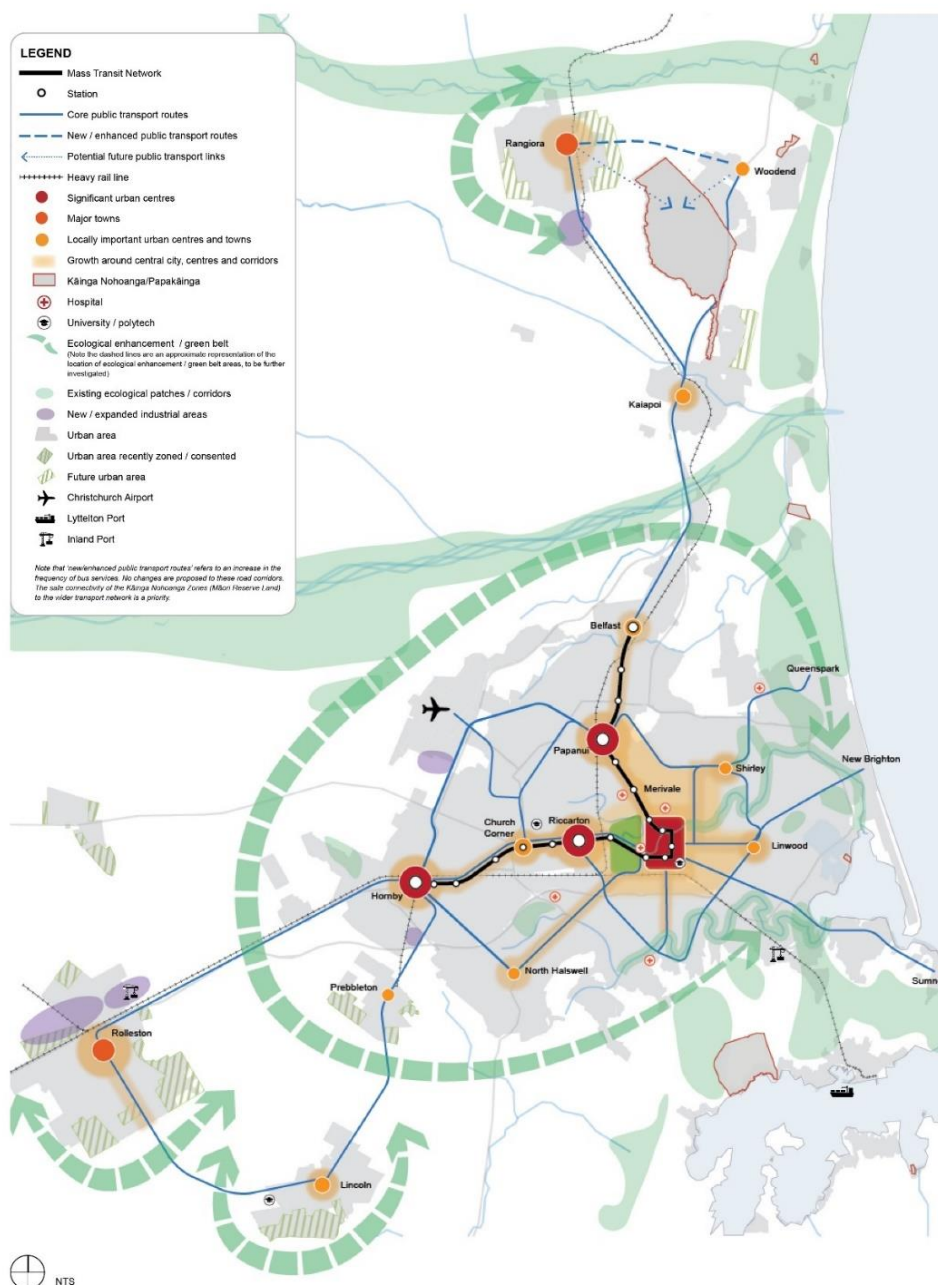 LEGEND
Mass Transit Network
Station
Core public transport routes
New / enhanced public transport routes
Potential future public transport links
Heavy rail line
Significant urban centres
Major towns
Locally important urban centres and towns
Growth around central city, centres and corridors
Kāinga Nohoanga/Papakāinga
Hospital
University / polytech
Ecological enhancement / green belt
(Note the dashed lines are an approximate representation of the
location of ecological enhancement / green belt areas, to be further
investigated)
Existing ecological patches / corridors
New / expanded industrial areas
Urban area
Urban area recently zoned / consented
Future urban area
Christchurch Airport
Lyttelton Port
Inland Port
Note that 'new/enhanced public transport routes' refers to an increase in the
frequency of bus services. No changes are proposed to these road corridors.
The safe connectivity of the Kāinga Nohoanga Zones (Māori Reserve Land)
to the wider transport network is a priority.
Rangiora
Woodend
Kaiapoi
Belfast
Queenspark
Papanui
New Brighton
Shirley
Merivale
Church
Corner
Riccarton
Linwood
Hornby
North Halswell
Prebbleton
Sumn
Rolleston
Lincoln
NTS